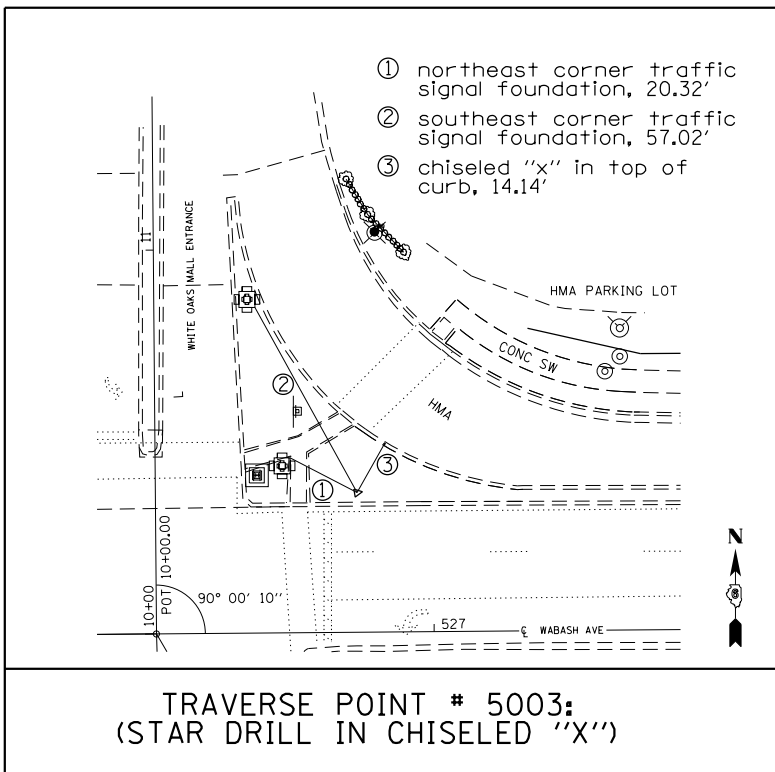 ① northeast corner traffic
signal foundation, 20.32'
② southeast corner traffic
signal foundation, 57.02'
③ chiseled "x" in top of
curb, 14.14'
11
WHITE OAKS MALL ENTRANCE
HMA PARKING LOT
CONC SW
②
HMA
③
①
N
10+00
POT 10+00.00
90° 00' 10"
527
℄ WABASH AVE
TRAVERSE POINT # 5003:
(STAR DRILL IN CHISELED "X")